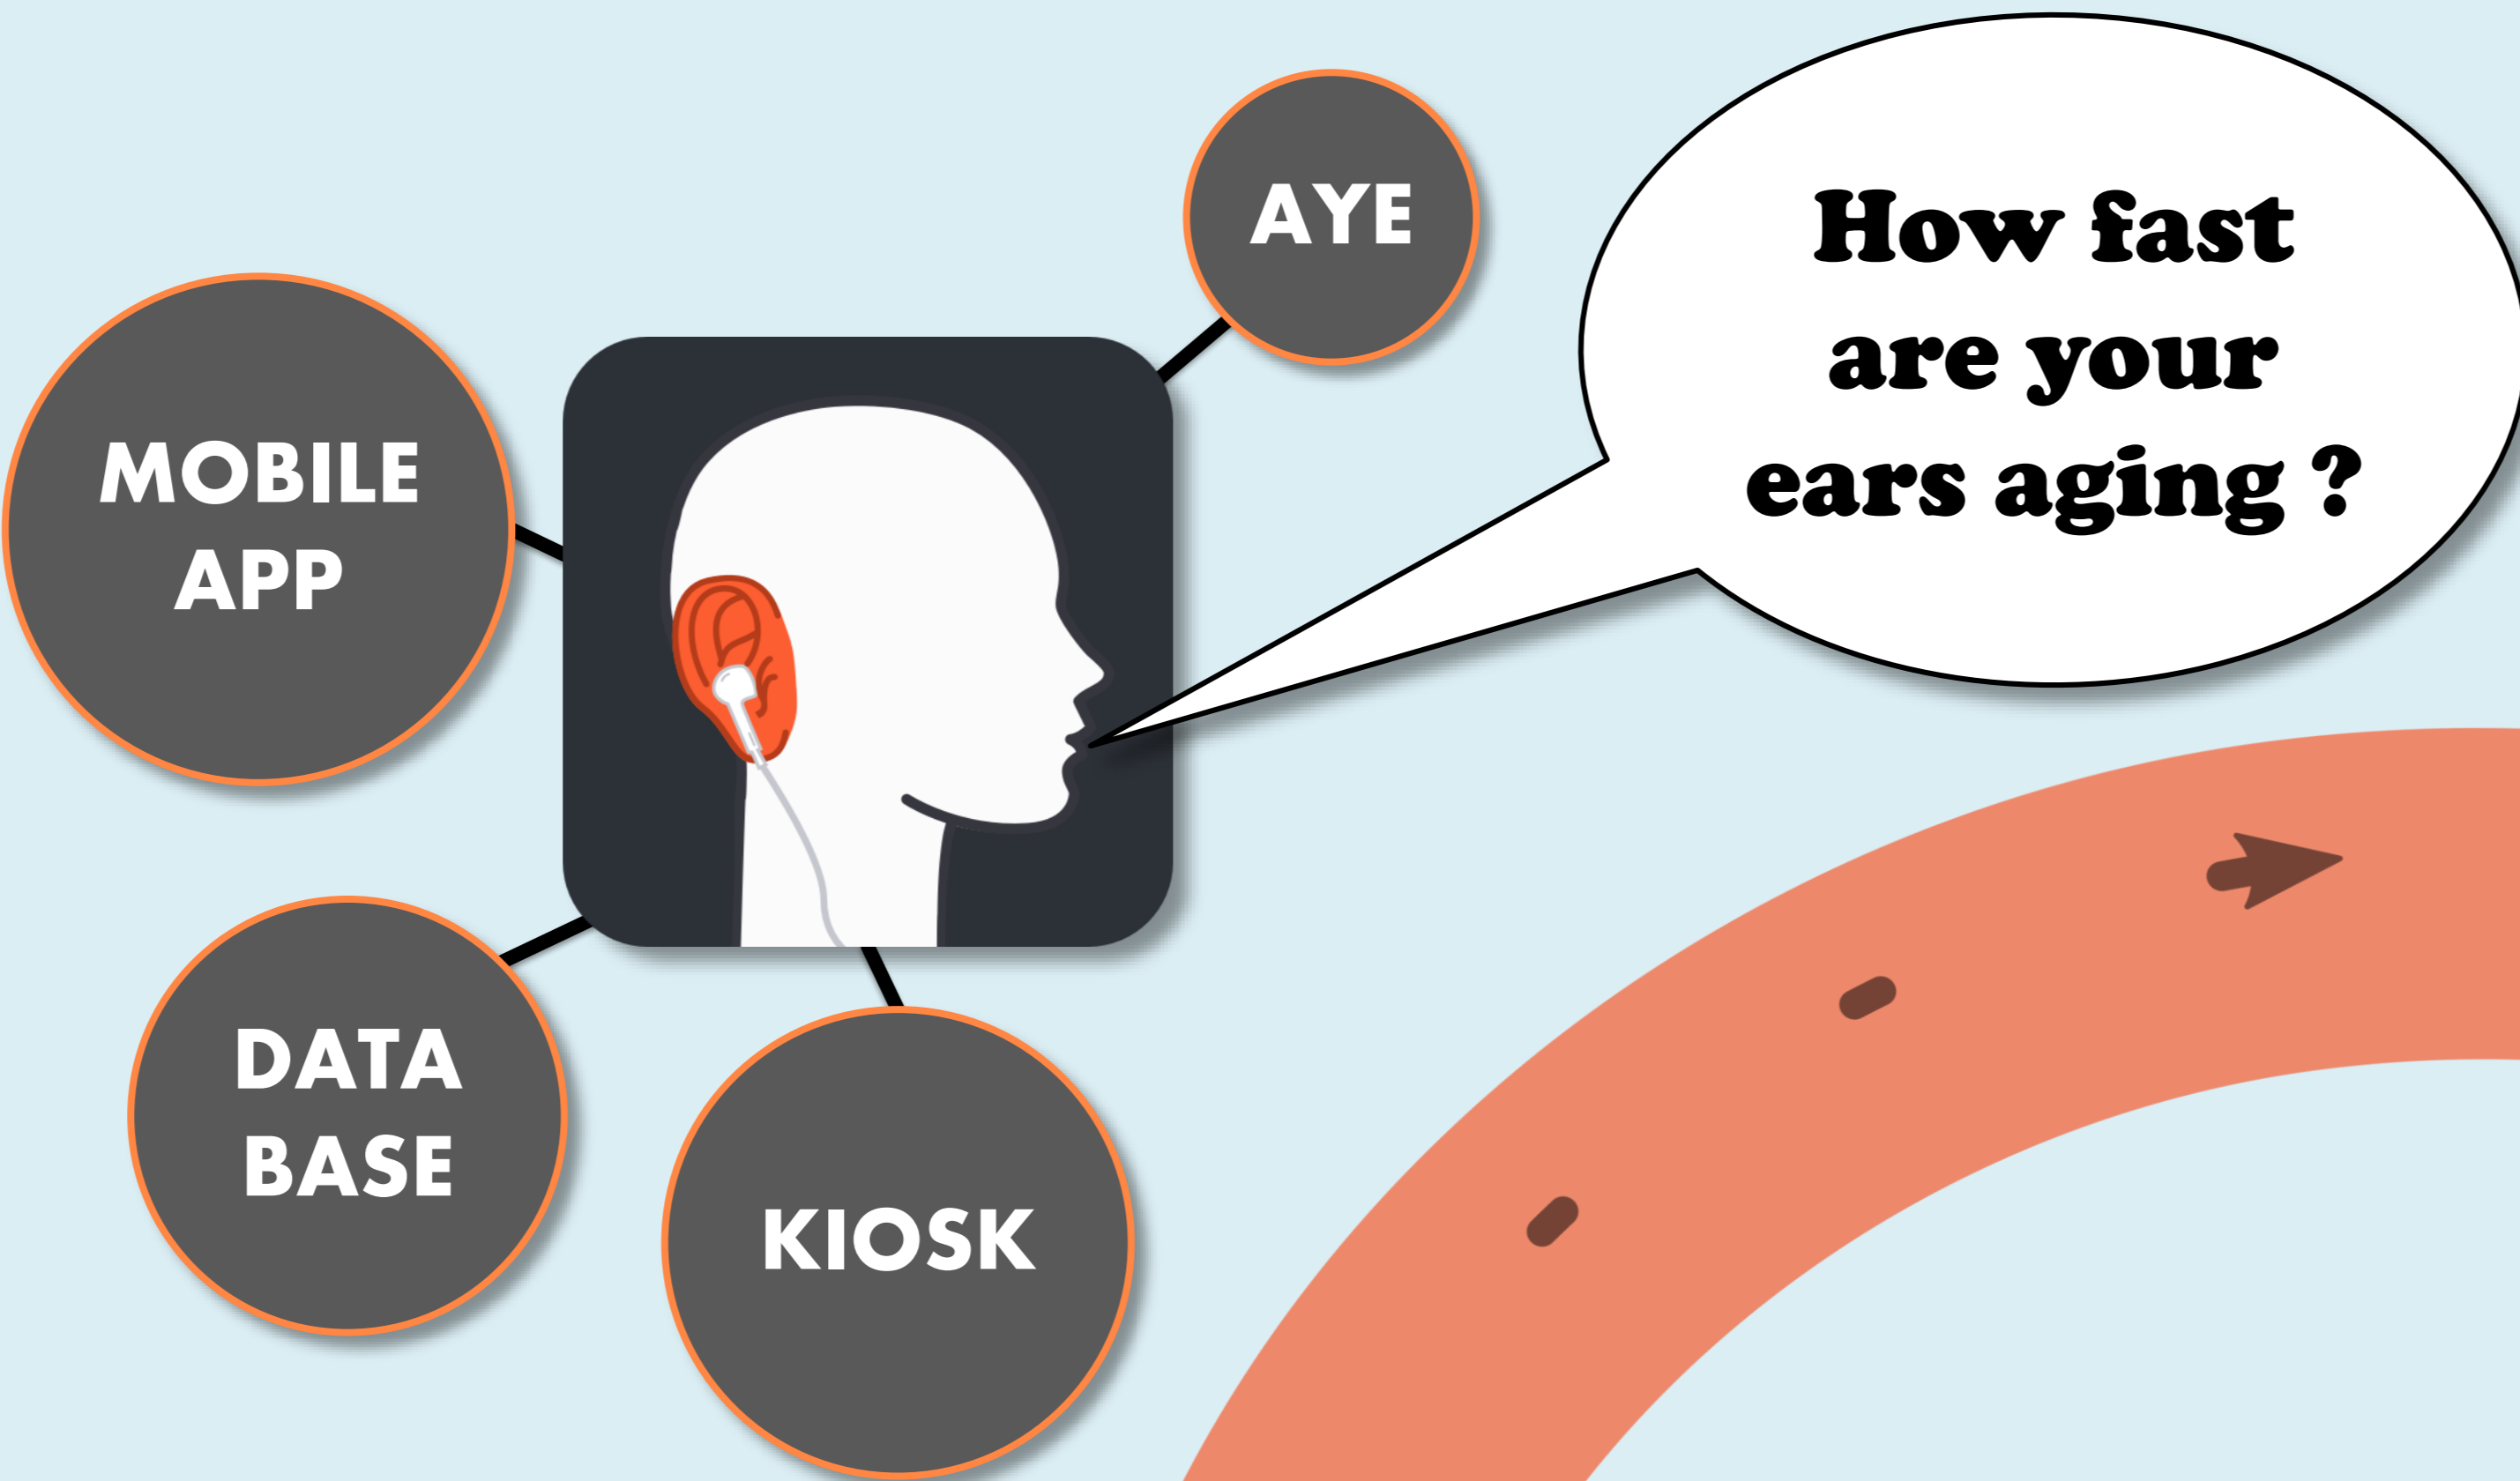 AYE
How fast
are your
ears aging ?
MOBILE
APP
DATA
BASE
KIOSK